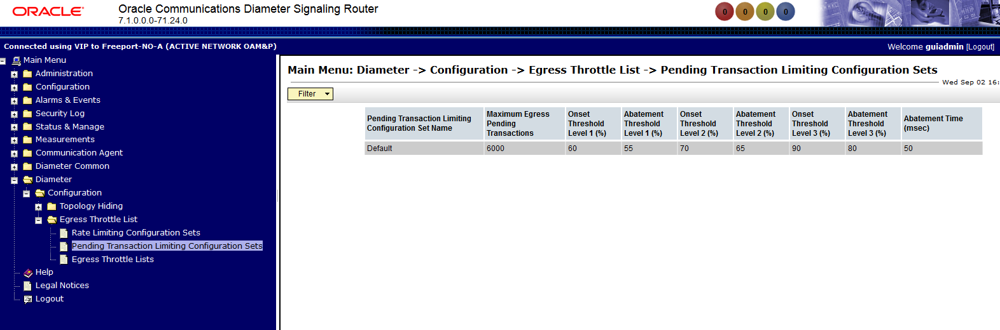 ORACLE®
Oracle Communications Diameter Signaling Router
7.1.0.0.0-71.24.0
0 0 0 0
Connected using VIP to Freeport-NO-A (ACTIVE NETWORK OAM&P)
Welcome guiadmin [Logout]
Main Menu
Administration
Configuration
Alarms & Events
Security Log
Status & Manage
Measurements
Communication Agent
Diameter Common
Diameter
Configuration
Topology Hiding
Egress Throttle List
Rate Limiting Configuration Sets
Pending Transaction Limiting Configuration Sets
Egress Throttle Lists
Help
Legal Notices
Logout
Main Menu: Diameter -> Configuration -> Egress Throttle List -> Pending Transaction Limiting Configuration Sets
Wed Sep 02 16:
Filter
Pending Transaction Limiting
Configuration Set Name
Maximum Egress
Pending
Transactions
Onset
Threshold
Level 1 (%)
Abatement
Threshold
Level 1 (%)
Onset
Threshold
Level 2 (%)
Abatement
Threshold
Level 2 (%)
Onset
Threshold
Level 3 (%)
Abatement
Threshold
Level 3 (%)
Abatement Time
(msec)
Default 6000 60 55 70 65 90 80 50